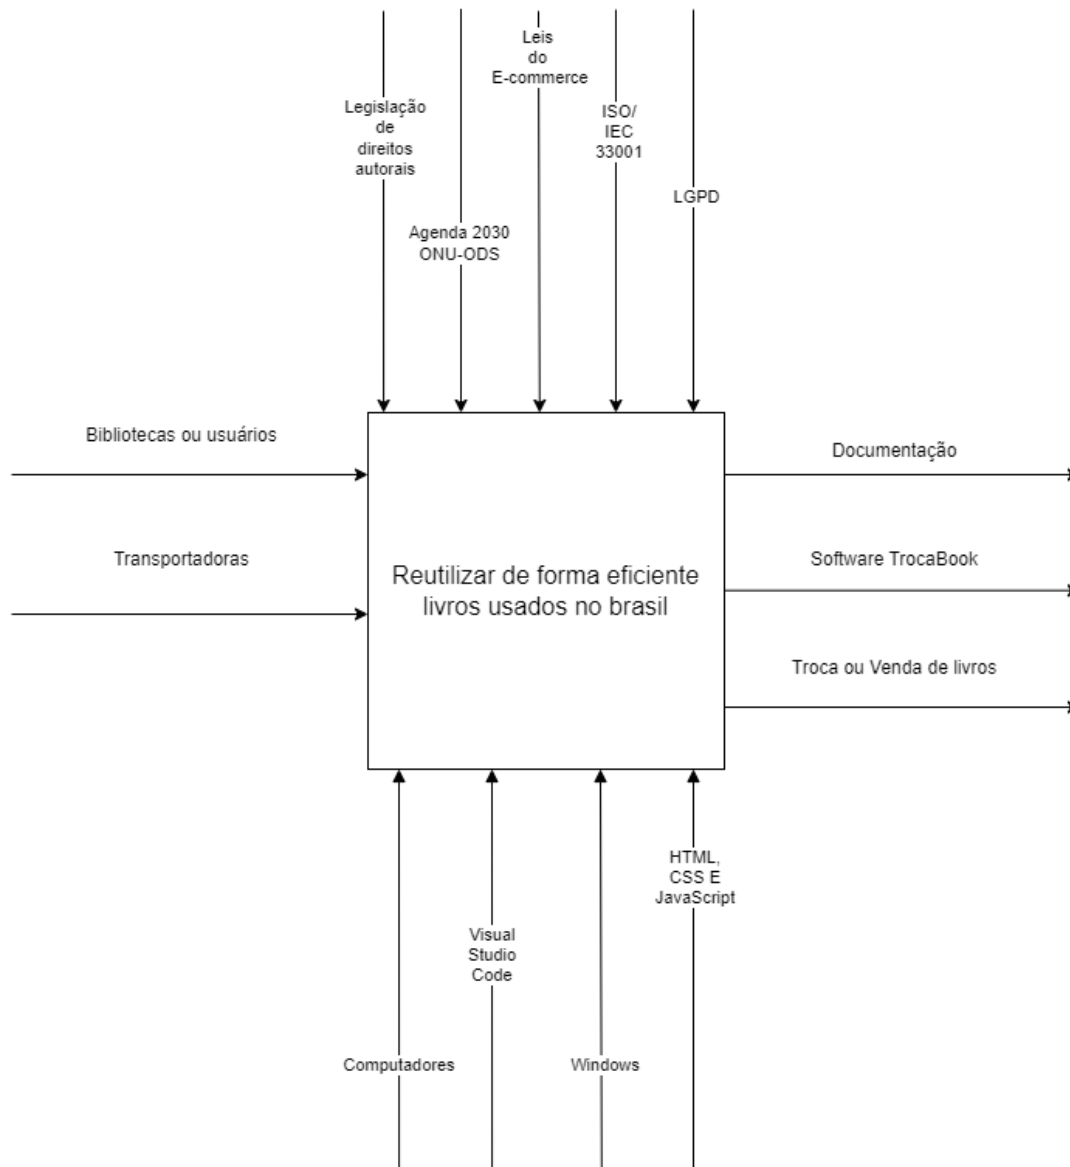 Leis
do
E-commerce
Legislação
de
direitos
autorais
ISO/
IEC
33001
LGPD
Agenda 2030
ONU-ODS
Bibliotecas ou usuários
Documentação
Transportadoras
Software TrocaBook
Reutilizar de forma eficiente
livros usados no brasil
Troca ou Venda de livros
HTML,
CSS E
JavaScript
Visual
Studio
Code
Computadores
Windows